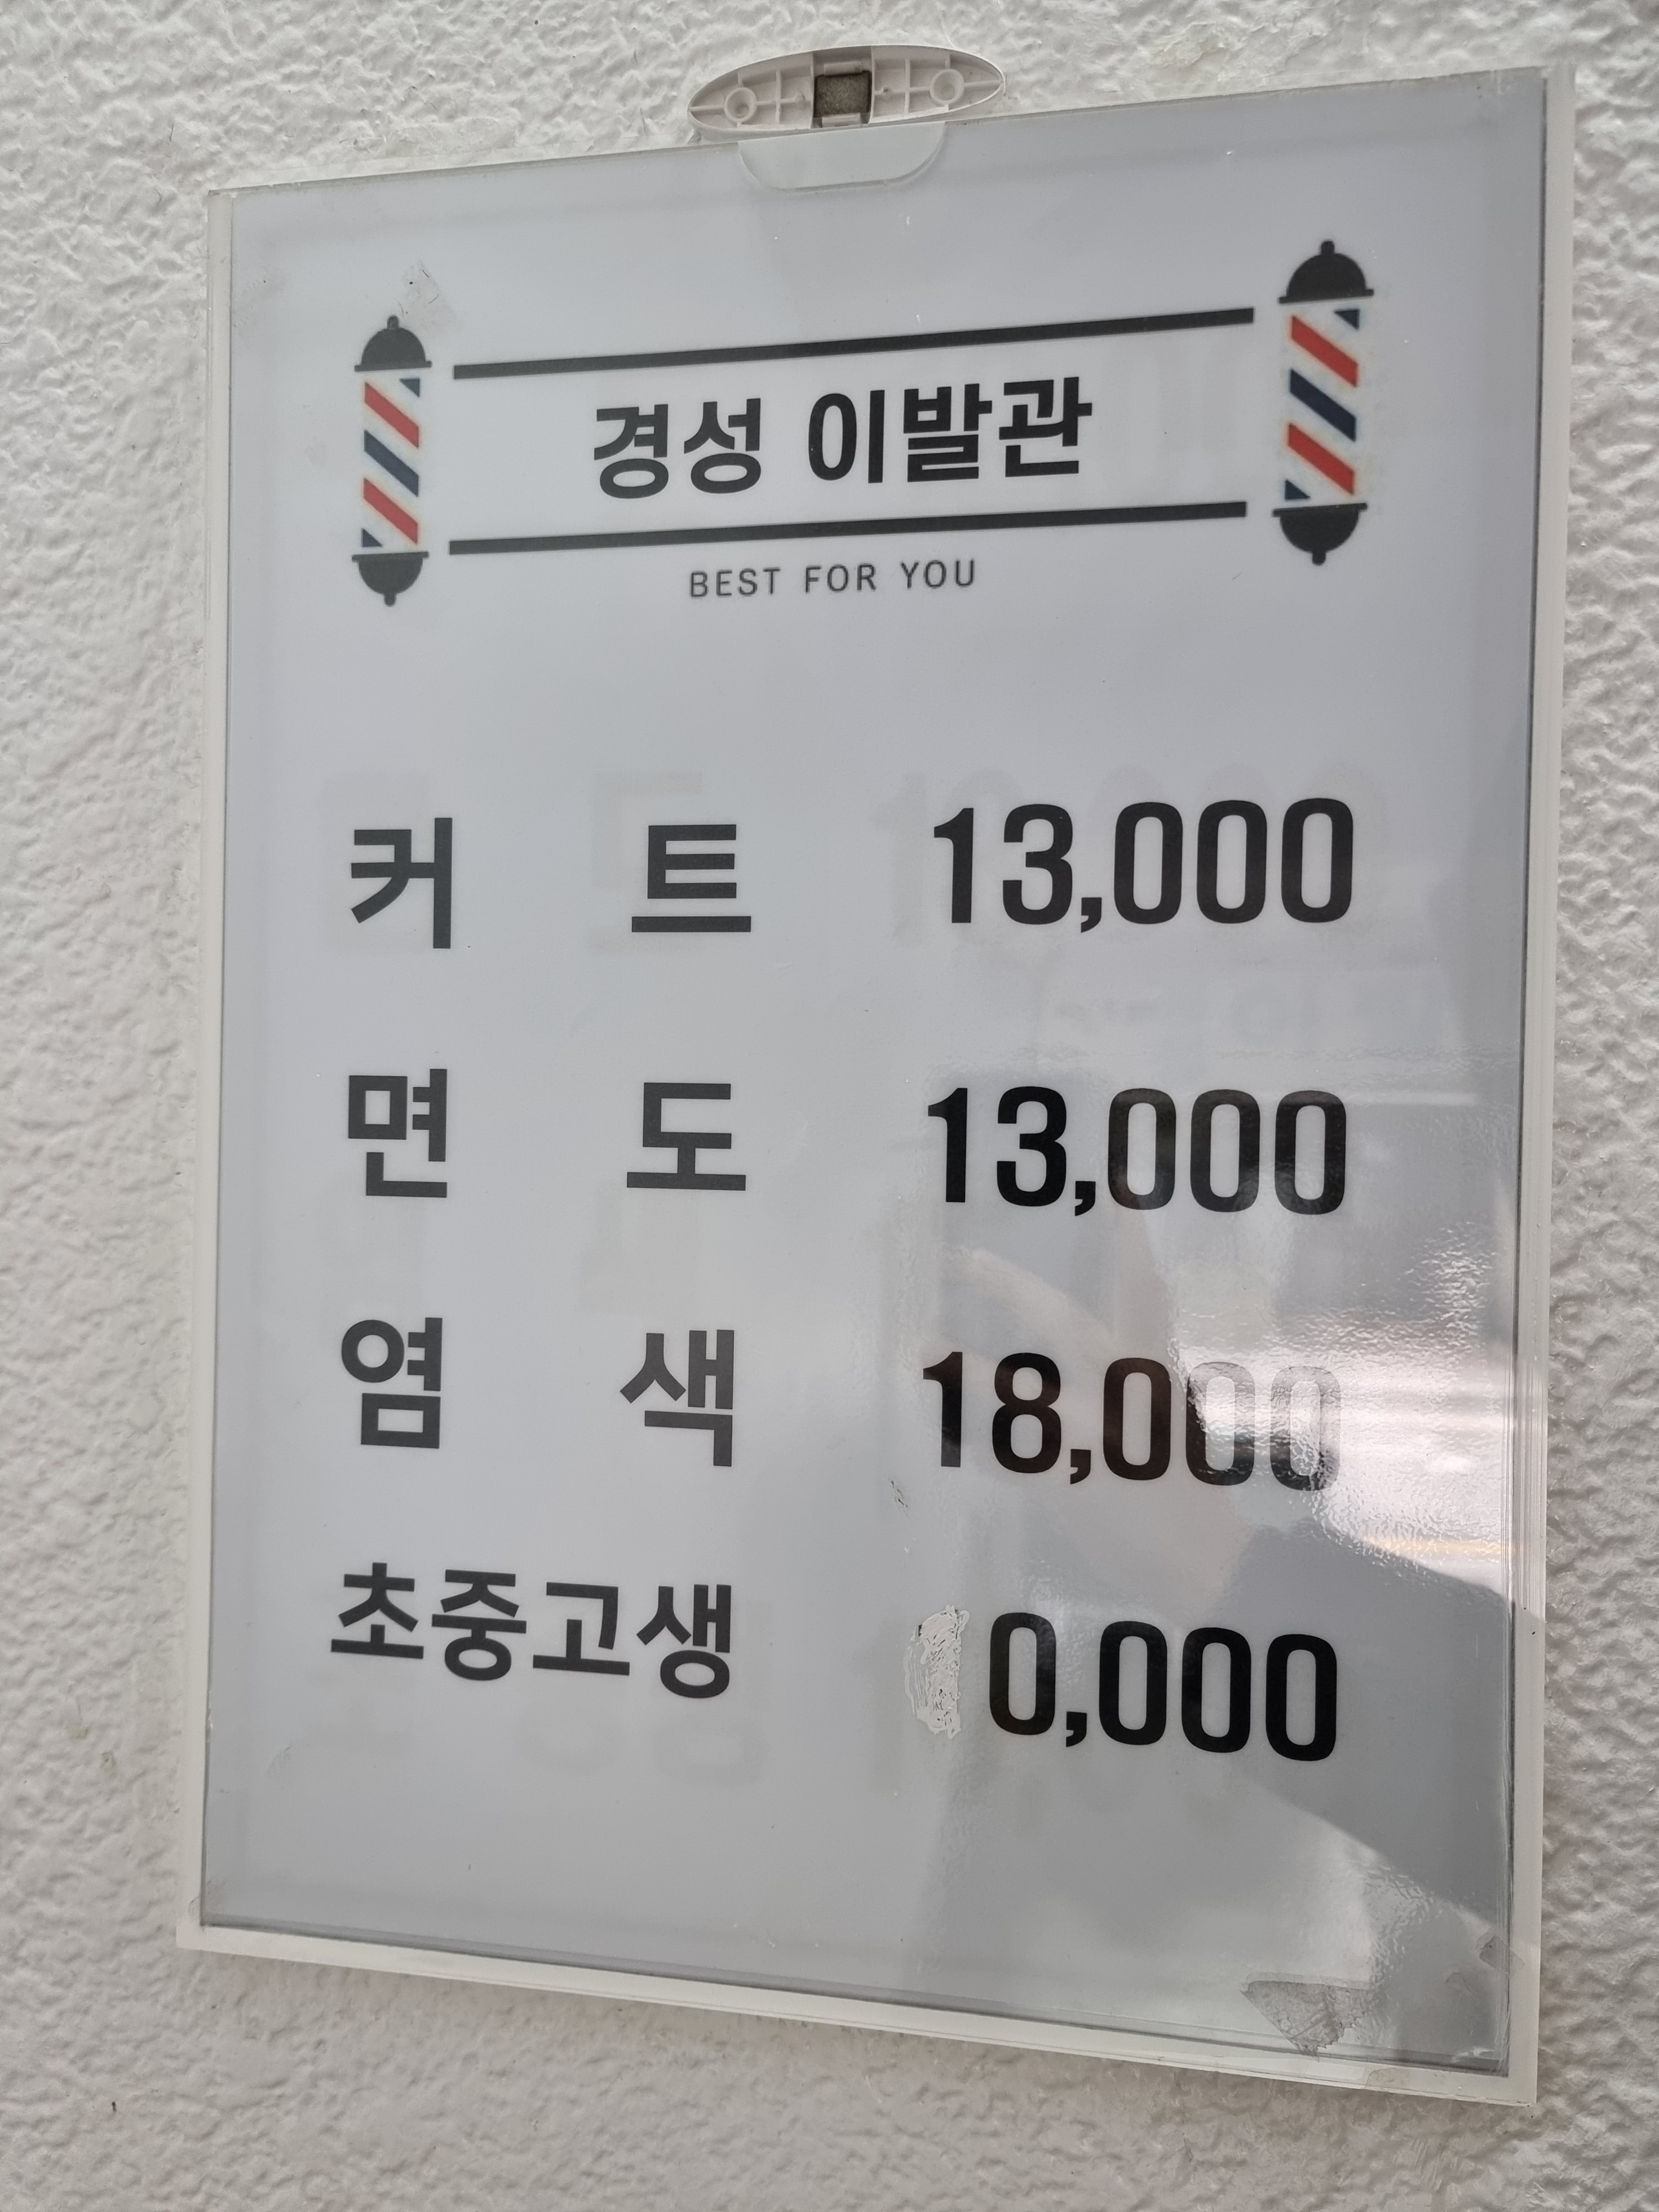 경성 이발관
BEST FOR YOU
커 트 13,000
면 도 13,000
염 색 18,000
초중고생 0,000